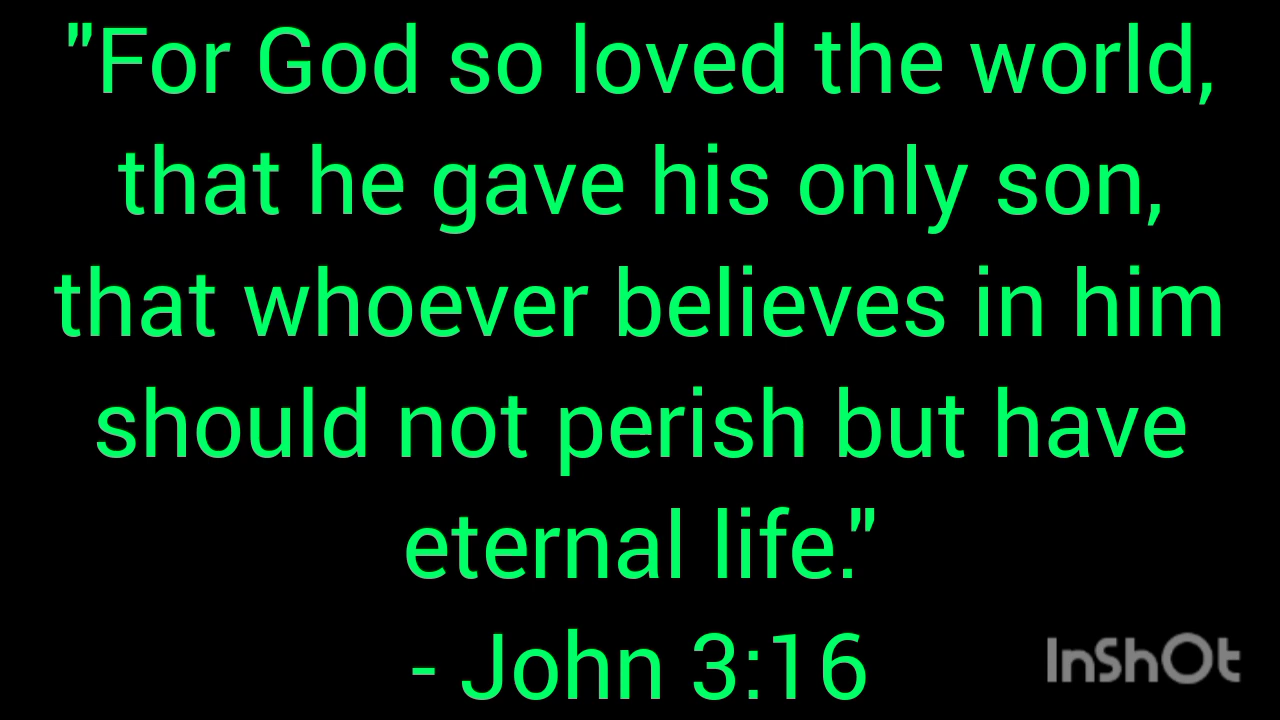 "For God so loved the world,
that he gave his only son,
that whoever believes in him
should not perish but have
eternal life."
- John 3:16
InShOt